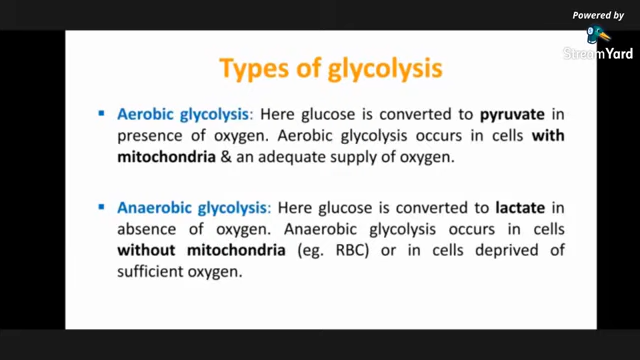 Powered by
StreamYard
Types of glycolysis
▪ Aerobic glycolysis: Here glucose is converted to pyruvate in
presence of oxygen. Aerobic glycolysis occurs in cells with
mitochondria & an adequate supply of oxygen.
▪ Anaerobic glycolysis: Here glucose is converted to lactate in
absence of oxygen. Anaerobic glycolysis occurs in cells
without mitochondria (eg. RBC) or in cells deprived of
sufficient oxygen.